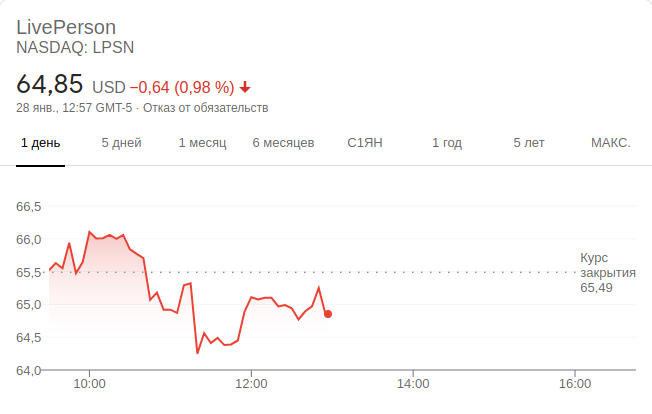 LivePerson
NASDAQ: LPSN
64,85 USD −0,64 (0,98 %)
28 янв., 12:57 GMT-5 · Отказ от обязательств
1 день 5 дней 1 месяц 6 месяцев С1ЯН 1 год 5 лет МАКС.
66,5
66,0
65,5
65,0
64,5
64,0
Курс
закрытия
65,49
10:00 12:00 14:00 16:00